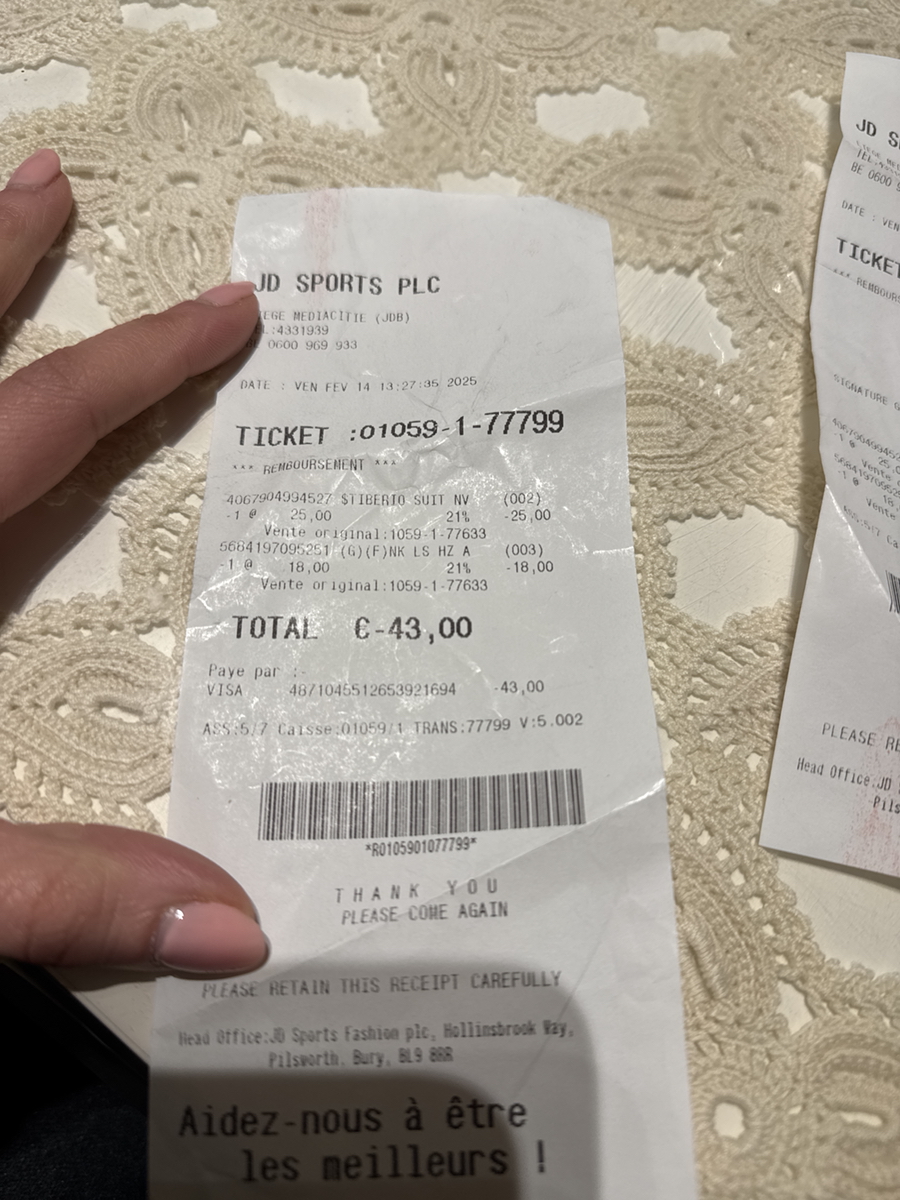 JD SPORTS PLC
MEDIACITIE (JDB)
:4331939
0600 969 933
DATE : VEN FEV 14 13:27:35 2025
TICKET :01059-1-77799
*** REMBOURSEMENT ***
4067904994527 $TIBERIO SUIT NV (002)
-1 @ 25,00 21% -25,00
Vente original:1059-1-77633
5684197095251 (G)(F)NK LS HZ A (003)
-1 @ 18,00 21% -18,00
Vente original:1059-1-77633
TOTAL €-43,00
Paye par :-
VISA 4871045512653921694 -43,00
ASS:5/7 Caisse:01059/1 TRANS:77799 V:5.002
*R0105901077799*
THANK YOU
PLEASE COME AGAIN
PLEASE RETAIN THIS RECEIPT CAREFULLY
Head Office:JD Sports Fashion plc, Hollinsbrook Way,
Pilsworth. Bury, BL9 8RR
Aidez-nous à être
les meilleurs !
JD
BE 0600
DATE : VEN
TICKET
SIGNATURE
Vente
Vente
PLEASE
Head Office:JD